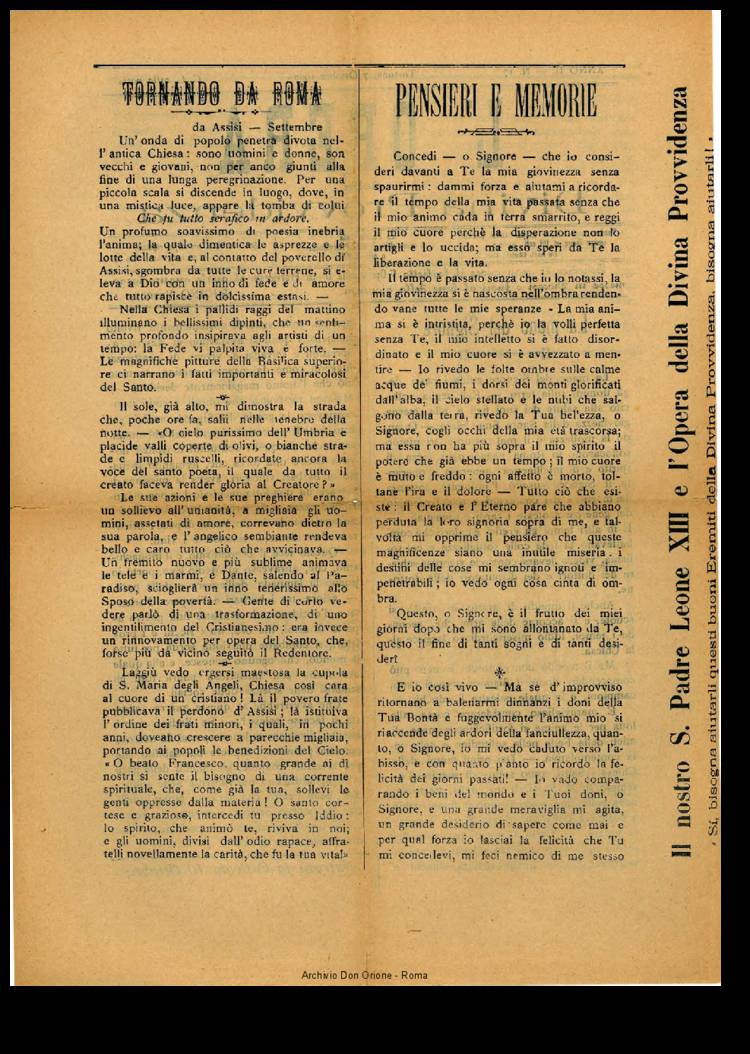 TORNANDO DA ROMA
da Assisi — Settembre
Un' onda di popolo penetra divota nel-
l' antica Chiesa: sono uomini e donne, son
vecchi e giovani, non per anco giunti alla
fine di una lunga peregrinazione. Per una
piccola scala si discende in luogo, dove, in
una mistica luce, appare la tomba di colui
Che fu tutto serafico in ardore.
Un profumo soavissimo di poesia inebria
l'anima; la quale dimentica le asprezze e le
lotte della vita e, al contatto del poverello di
Assisi, sgombra da tutte le cure terrene, si e-
leva a Dio con un inno di fede e di amore
che tutto rapisce in dolcissima estasi. —
Nella Chiesa i pallidi raggi del mattino
illuminano i bellissimi dipinti, che un senti-
mento profondo insipirava agli artisti di un
tempo: la Fede vi palpita viva e forte. —
Le magnifiche pitture della Basilica superio-
re ci narrano i fatti importanti e miracolosi
del Santo.
Il sole, già alto, mi dimostra la strada
che, poche ore fa, salii nelle tenebre della
notte. — «O cielo purissimo dell' Umbria e
placide valli coperte di olivi, o bianche stra-
de e limpidi ruscelli, ricordate ancora la
voce del santo poeta, il quale da tutto il
creato faceva render gloria al Creatore?»
Le sue azioni e le sue preghiere erano
un sollievo all' umanità, a migliaia gli uo-
mini, assetati di amore, correvano dietro la
sua parola, e l' angelico sembiante rendeva
bello e caro tutto ciò che avvicinava. —
Un fremito nuovo e più sublime animava
le tele e i marmi, e Dante, salendo al Pa-
radiso, scioglierà un inno tenerissimo allo
Sposo della povertà. — Gente di corto ve-
dere parlò di una trasformazione, di uno
ingentilimento del Cristianesimo: era invece
un rinnovamento per opera del Santo, che,
forse più da vicino seguitò il Redentore.
Laggiù vedo ergersi maestosa la cupola
di S. Maria degli Angeli, Chiesa così cara
al cuore di un cristiano! Là il povero frate
pubblicava il perdono d' Assisi; là istituiva
l' ordine dei frati minori, i quali, in pochi
anni, doveano crescere a parecchie migliaia,
portando ai popoli le benedizioni del Cielo.
«O beato Francesco, quanto grande ai dì
nostri si sente il bisogno di una corrente
spirituale, che, come già la tua, sollevi le
genti oppresse dalla materia! O santo cor-
tese e grazioso, intercedi tu presso Iddio:
lo spirito, che animò te, riviva in noi;
e gli uomini, divisi dall' odio rapace, affra-
telli novellamente la carità, che fu la tua vita!»
PENSIERI E MEMORIE
Concedi — o Signore — che io consi-
deri davanti a Te la mia giovinezza senza
spaurirmi: dammi forza e aiutami a ricorda-
re il tempo della mia vita passata senza che
il mio animo cada in terra smarrito, e reggi
il mio cuore perchè la disperazione non lo
artigli e lo uccida; ma esso speri da Te la
liberazione e la vita.
Il tempo è passato senza che io lo notassi, la
mia giovinezza si è nascosta nell'ombra renden-
do vane tutte le mie speranze - La mia ani-
ma si è intristita, perchè io la volli perfetta
senza Te, il mio intelletto si è fatto disor-
dinato e il mio cuore si è avvezzato a men-
tire — Io rivedo le folte ombre sulle calme
acque de' fiumi, i dorsi dei monti glorificati
dall'alba, il cielo stellato e le nubi che sal-
gono dalla terra, rivedo la Tua bellezza, o
Signore, cogli occhi della mia età trascorsa;
ma essa non ha più sopra il mio spirito il
potere che già ebbe un tempo; il mio cuore
è muto e freddo: ogni affetto è morto, tol-
tane l'ira e il dolore — Tutto ciò che esi-
ste: il Creato e l'Eterno pare che abbiano
perduta la loro signoria sopra di me, e tal-
volta mi opprime il pensiero che queste
magnificenze siano una inutile miseria. i
destini delle cose mi sembrano ignoti e im-
penetrabili; io vedo ogni cosa cinta di om-
bra.
Questo, o Signore, è il frutto dei miei
giorni dopo che mi sono allontanato da Te,
questo il fine di tanti sogni e di tanti desi-
deri
E io così vivo — Ma se d' improvviso
ritornano a balenarmi dinnanzi i doni della
Tua Bontà e fuggevolmente l'animo mio si
riaccende degli ardori della fanciullezza, quan-
to, o Signore, io mi vedo caduto verso l'a-
bisso, e con quanto pianto io ricordo la fe-
licità dei giorni passati! — Io vado compa-
rando i beni del mondo e i Tuoi doni, o
Signore, e una grande meraviglia mi agita,
un grande desiderio di sapere come mai e
per qual forza io lasciai la felicità che Tu
mi concedevi, mi feci nemico di me stesso
Il nostro S. Padre Leone XIII e l'Opera della Divina Provvidenza
« Sì, bisogna aiutarli questi buoni Eremiti della Divina Provvidenza, bisogna aiutarli! »
Archivio Don Orione - Roma